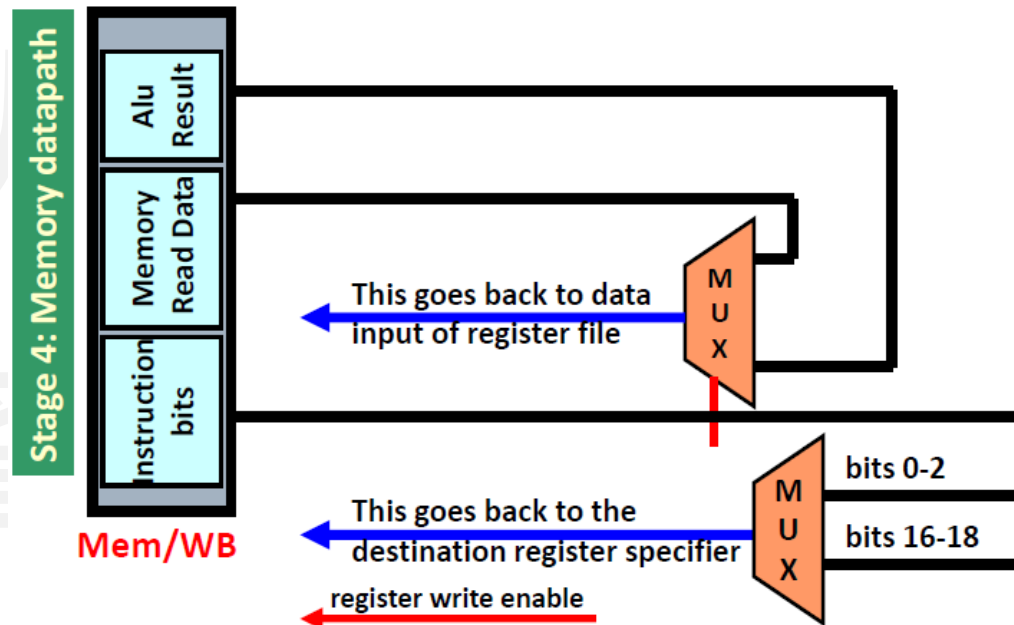 Stage 4: Memory datapath
Alu
Result
Memory
Read Data
Instruction
bits
Mem/WB
M
U
X
This goes back to data
input of register file
M
U
X
bits 0-2
bits 16-18
This goes back to the
destination register specifier
register write enable